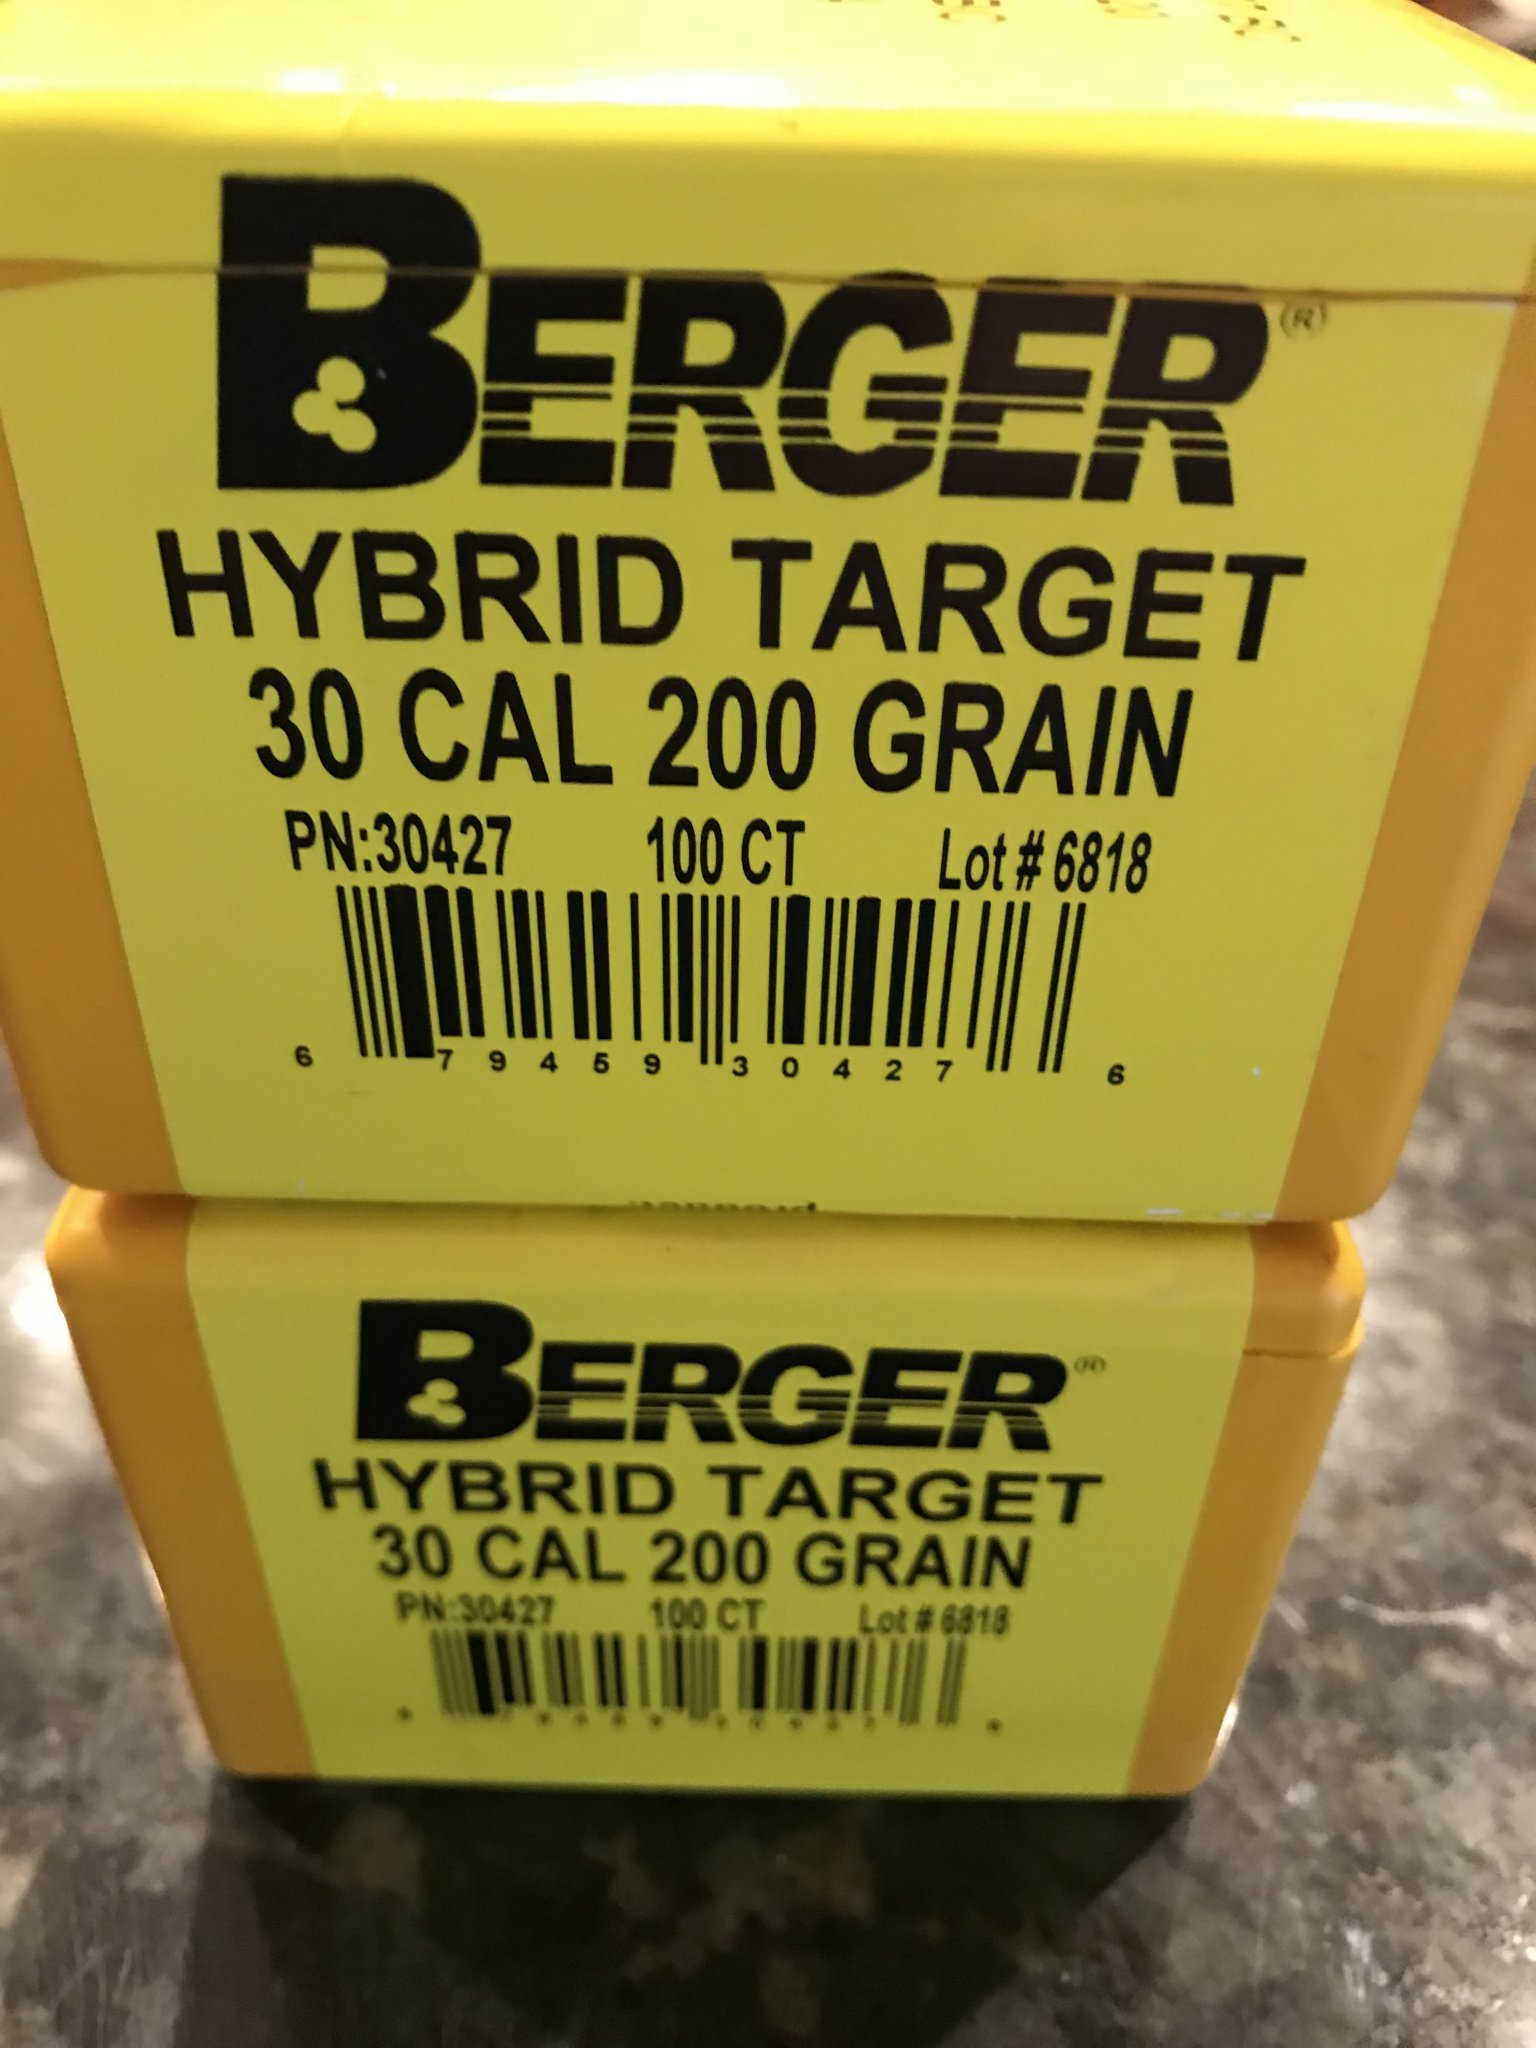 BERGER®
HYBRID TARGET
30 CAL 200 GRAIN
PN:30427 100 CT Lot # 6818
6 79459 30427 6
BERGER®
HYBRID TARGET
30 CAL 200 GRAIN
PN:30427 100 CT Lot # 6818